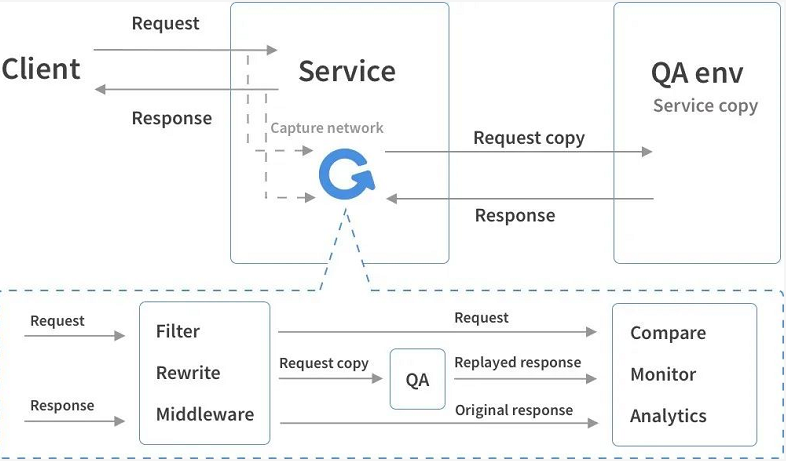 Request
Client
Service
QA env
Service copy
Response
Capture network
Request copy
Response
Request
Response
Filter
Rewrite
Middleware
Request
Request copy
QA
Replayed response
Original response
Compare
Monitor
Analytics